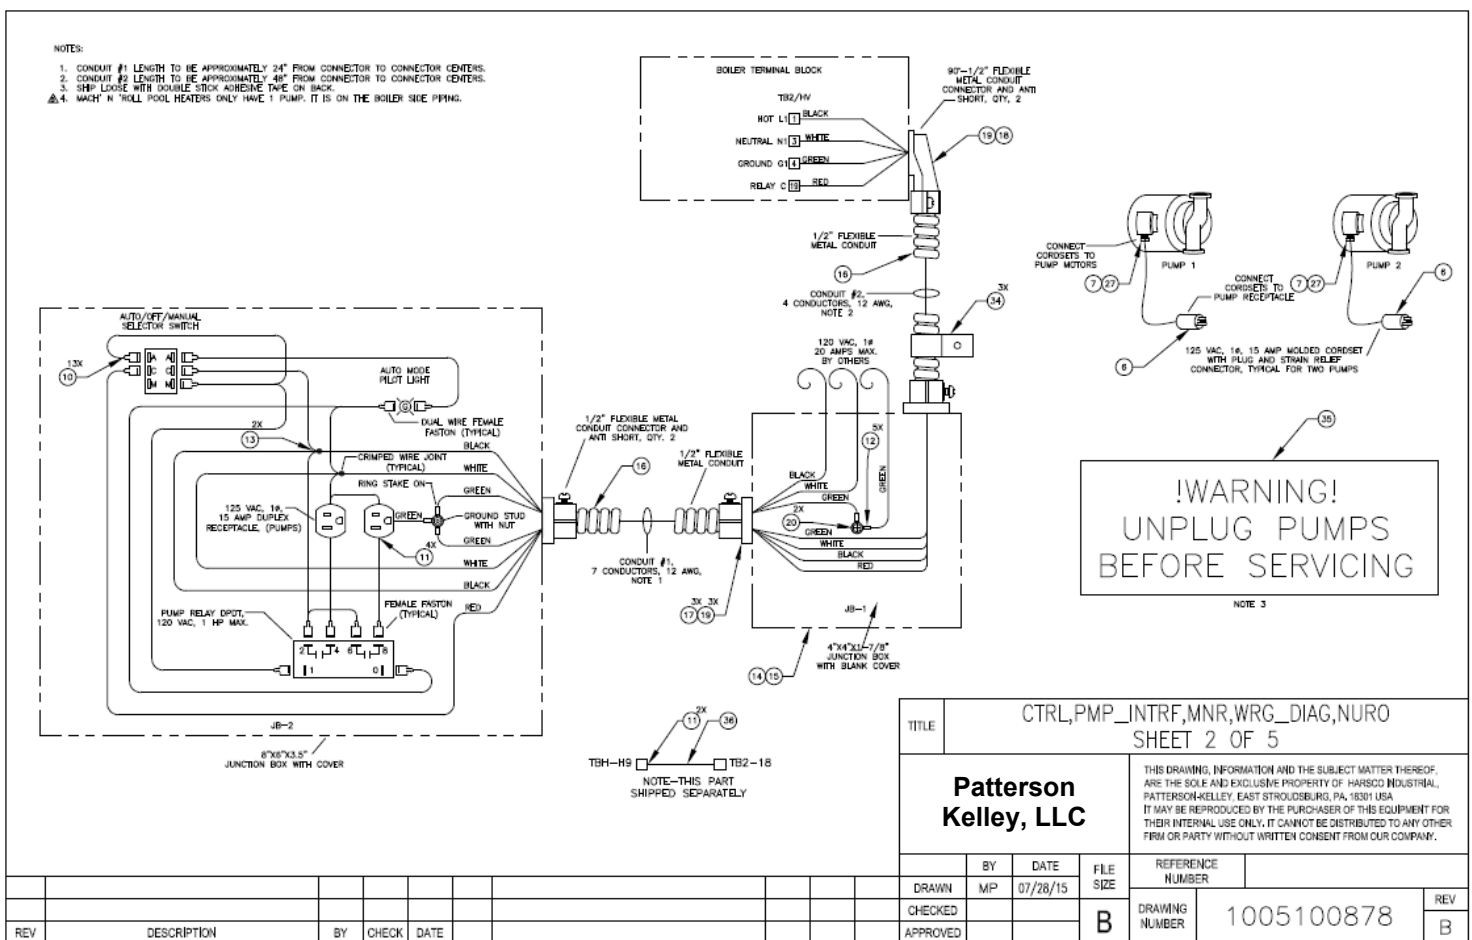 NOTES:
1. CONDUIT #1 LENGTH TO BE APPROXIMATELY 24" FROM CONNECTOR TO CONNECTOR CENTERS.
2. CONDUIT #2 LENGTH TO BE APPROXIMATELY 48" FROM CONNECTOR TO CONNECTOR CENTERS.
3. SHIP LOOSE WITH DOUBLE STICK ADHESIVE TAPE ON BACK.
4. MACH' N 'ROLL POOL HEATERS ONLY HAVE 1 PUMP. IT IS ON THE BOILER SIDE PIPING.
BOILER TERMINAL BLOCK
TB2/HV
HOT L1 1 BLACK
NEUTRAL N1 3 WHITE
GROUND G1 4 GREEN
RELAY C 19 RED
90°-1/2" FLEXIBLE
METAL CONDUIT
CONNECTOR AND ANTI
SHORT, QTY, 2
19 18
1/2" FLEXIBLE
METAL CONDUIT
16
CONDUIT #2,
4 CONDUCTORS, 12 AWG,
NOTE 2
3X
34
CONNECT
CORDSETS TO
PUMP MOTORS
PUMP 1
7 27
CONNECT
CORDSETS TO
PUMP RECEPTACLE
6
PUMP 2
7 27
6
125 VAC, 1ø, 15 AMP MOLDED CORDSET
WITH PLUG AND STRAIN RELIEF
CONNECTOR, TYPICAL FOR TWO PUMPS
AUTO/OFF/MANUAL
SELECTOR SWITCH
13X
10
A A
C C
M M
AUTO MODE
PILOT LIGHT
G
DUAL WIRE FEMALE
FASTON (TYPICAL)
2X
13
CRIMPED WIRE JOINT
(TYPICAL)
RING STAKE ON
125 VAC, 1ø,
15 AMP DUPLEX
RECEPTACLE, (PUMPS)
GREEN
GROUND STUD
WITH NUT
4X
11
BLACK
WHITE
GREEN
GREEN
WHITE
BLACK
RED
FEMALE FASTON
(TYPICAL)
PUMP RELAY DPDT,
120 VAC, 1 HP MAX.
2 4 6 8
1 0
JB-2
8"X6"X3.5"
JUNCTION BOX WITH COVER
1/2" FLEXIBLE METAL
CONDUIT CONNECTOR AND
ANTI SHORT, QTY. 2
16
1/2" FLEXIBLE
METAL CONDUIT
CONDUIT #1,
7 CONDUCTORS, 12 AWG,
NOTE 1
3X 3X
17 19
120 VAC, 1ø
20 AMPS MAX.
BY OTHERS
5X
12
BLACK
WHITE
GREEN
GREEN
2X
20
GREEN
WHITE
BLACK
RED
JB-1
4"X4"X1-7/8"
JUNCTION BOX
WITH BLANK COVER
14 15
35
!WARNING!
UNPLUG PUMPS
BEFORE SERVICING
NOTE 3
2X
11 36
TBH-H9 TB2-18
NOTE-THIS PART
SHIPPED SEPARATELY
TITLE
CTRL,PMP_INTRF,MNR,WRG_DIAG,NURO
SHEET 2 OF 5
Patterson
Kelley, LLC
THIS DRAWING, INFORMATION AND THE SUBJECT MATTER THEREOF,
ARE THE SOLE AND EXCLUSIVE PROPERTY OF HARSCO INDUSTRIAL,
PATTERSON-KELLEY, EAST STROUDSBURG, PA. 18301 USA
IT MAY BE REPRODUCED BY THE PURCHASER OF THIS EQUIPMENT FOR
THEIR INTERNAL USE ONLY. IT CANNOT BE DISTRIBUTED TO ANY OTHER
FIRM OR PARTY WITHOUT WRITTEN CONSENT FROM OUR COMPANY.
BY DATE
DRAWN MP 07/28/15
CHECKED
APPROVED
FILE
SIZE
B
REFERENCE
NUMBER
DRAWING
NUMBER
1005100878
REV
B
REV DESCRIPTION BY CHECK DATE